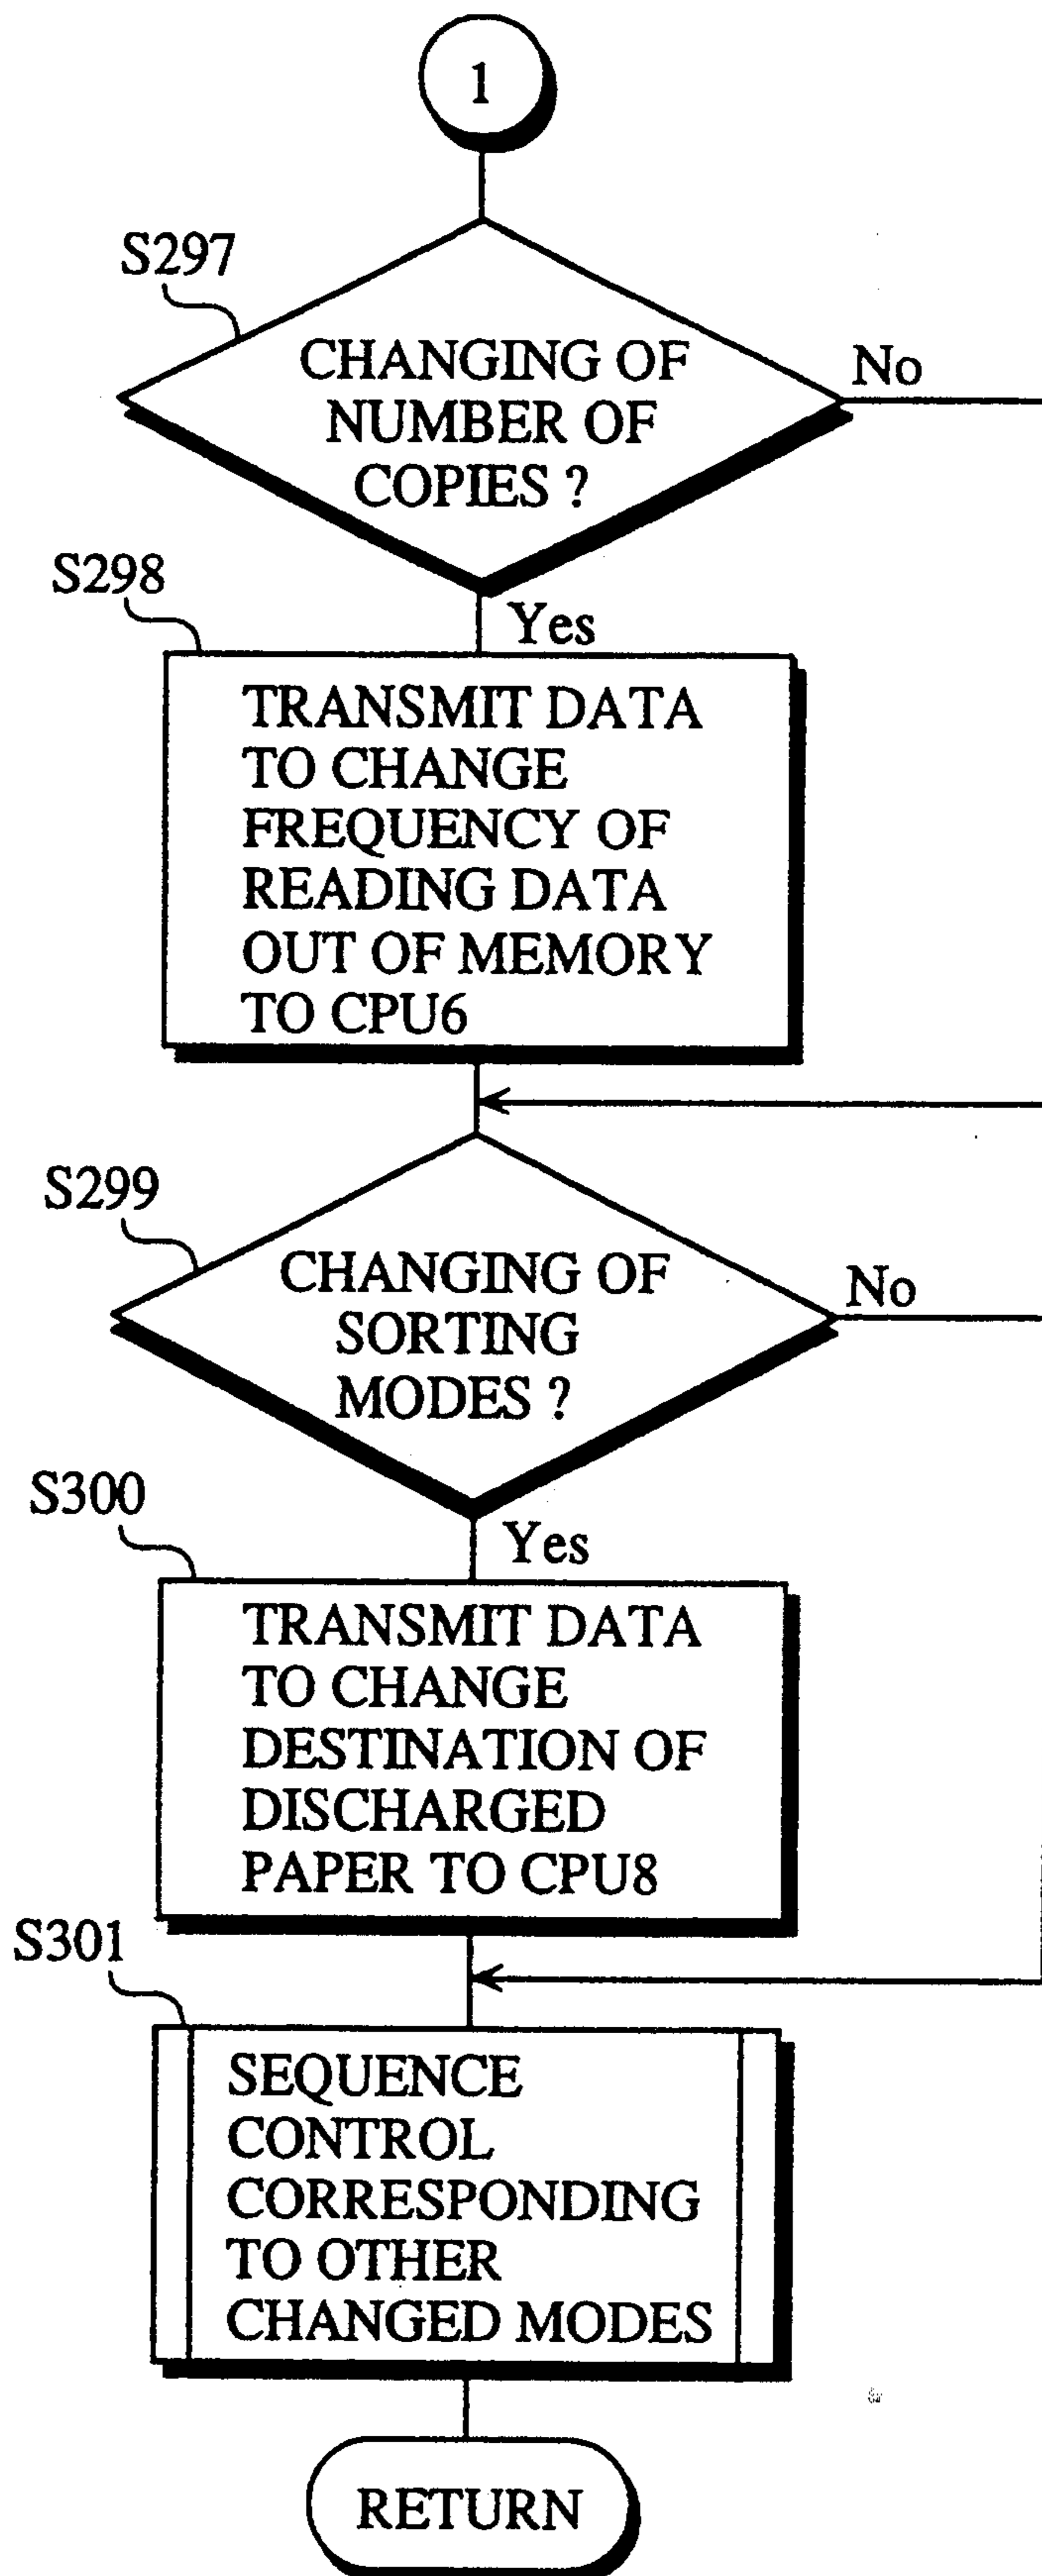 1
S297
CHANGING OF
NUMBER OF
COPIES ?
No
S298
Yes
TRANSMIT DATA
TO CHANGE
FREQUENCY OF
READING DATA
OUT OF MEMORY
TO CPU6
S299
CHANGING OF
SORTING
MODES ?
No
S300
Yes
TRANSMIT DATA
TO CHANGE
DESTINATION OF
DISCHARGED
PAPER TO CPU8
S301
SEQUENCE
CONTROL
CORRESPONDING
TO OTHER
CHANGED MODES
RETURN